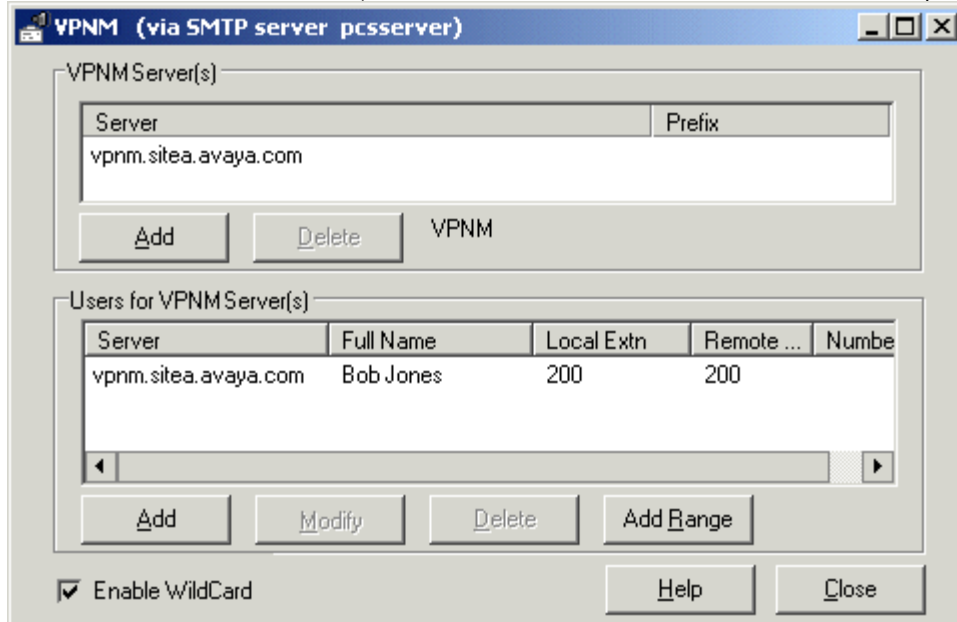 VPNM (via SMTP server pcsserver)
VPNM Server(s)
Server Prefix
vpnm.sitea.avaya.com
Add Delete VPNM
Users for VPNM Server(s)
Server Full Name Local Extn Remote ... Numbe
vpnm.sitea.avaya.com Bob Jones 200 200
Add Modify Delete Add Range
Enable WildCard Help Close